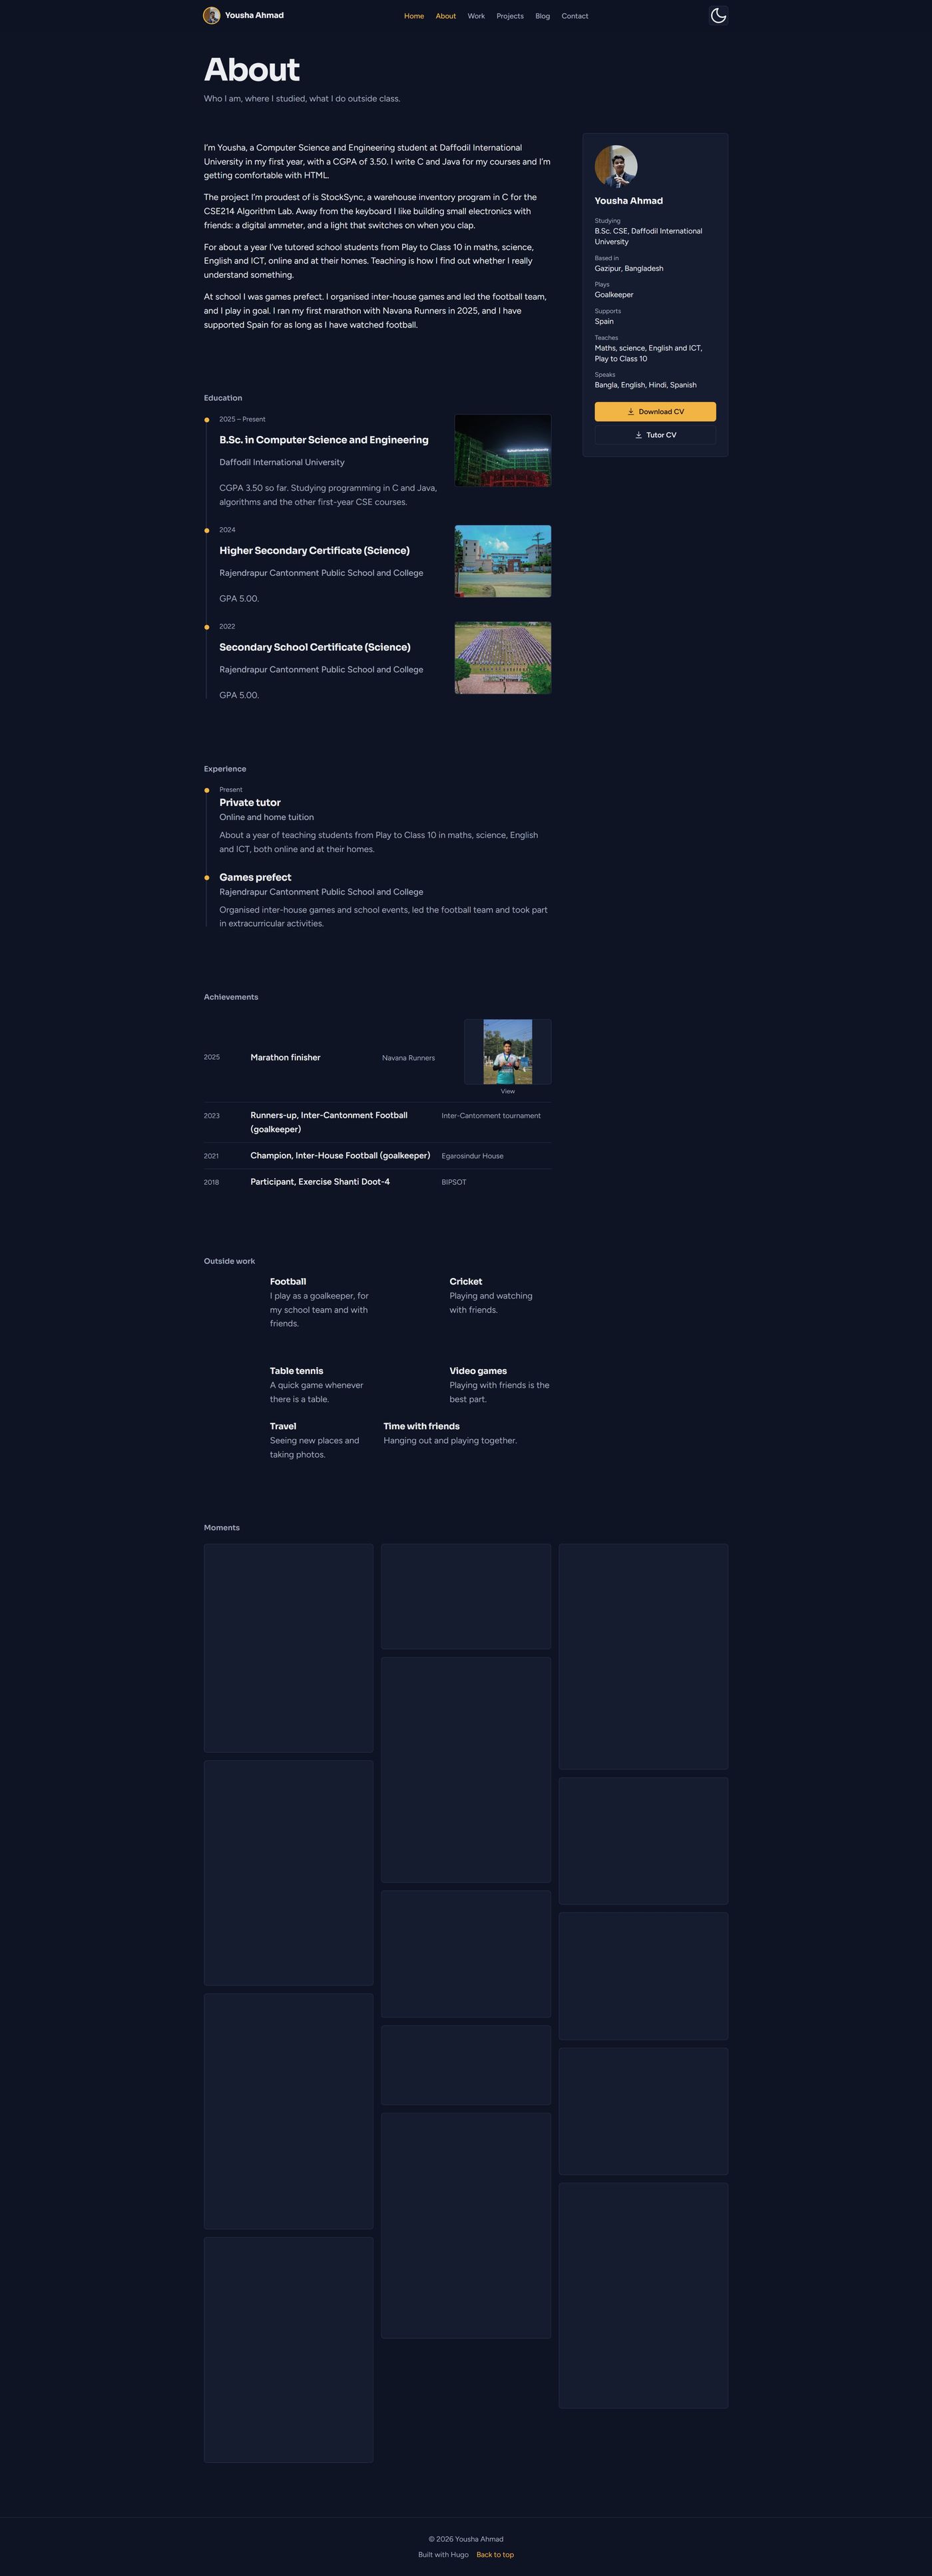 Yousha Ahmad
Home About Work Projects Blog Contact
About
Who I am, where I studied, what I do outside class.
I'm Yousha, a Computer Science and Engineering student at Daffodil International
University in my first year, with a CGPA of 3.50. I write C and Java for my courses and I'm
getting comfortable with HTML.
The project I'm proudest of is StockSync, a warehouse inventory program in C for the
CSE214 Algorithm Lab. Away from the keyboard I like building small electronics with
friends: a digital ammeter, and a light that switches on when you clap.
For about a year I've tutored school students from Play to Class 10 in maths, science,
English and ICT, online and at their homes. Teaching is how I find out whether I really
understand something.
At school I was games prefect. I organised inter-house games and led the football team,
and I play in goal. I ran my first marathon with Navana Runners in 2025, and I have
supported Spain for as long as I have watched football.
Yousha Ahmad
Studying
B.Sc. CSE, Daffodil International
University
Based in
Gazipur, Bangladesh
Plays
Goalkeeper
Supports
Spain
Teaches
Maths, science, English and ICT,
Play to Class 10
Speaks
Bangla, English, Hindi, Spanish
Download CV
Tutor CV
Education
2025 – Present
B.Sc. in Computer Science and Engineering
Daffodil International University
CGPA 3.50 so far. Studying programming in C and Java,
algorithms and the other first-year CSE courses.
2024
Higher Secondary Certificate (Science)
Rajendrapur Cantonment Public School and College
GPA 5.00.
2022
Secondary School Certificate (Science)
Rajendrapur Cantonment Public School and College
GPA 5.00.
Experience
Present
Private tutor
Online and home tuition
About a year of teaching students from Play to Class 10 in maths, science, English
and ICT, both online and at their homes.
Games prefect
Rajendrapur Cantonment Public School and College
Organised inter-house games and school events, led the football team and took part
in extracurricular activities.
Achievements
2025 Marathon finisher Navana Runners
View
2023 Runners-up, Inter-Cantonment Football Inter-Cantonment tournament
(goalkeeper)
2021 Champion, Inter-House Football (goalkeeper) Egarosindur House
2018 Participant, Exercise Shanti Doot-4 BIPSOT
Outside work
Football
I play as a goalkeeper, for
my school team and with
friends.
Cricket
Playing and watching
with friends.
Table tennis
A quick game whenever
there is a table.
Video games
Playing with friends is the
best part.
Travel
Seeing new places and
taking photos.
Time with friends
Hanging out and playing together.
Moments
© 2026 Yousha Ahmad
Built with Hugo Back to top